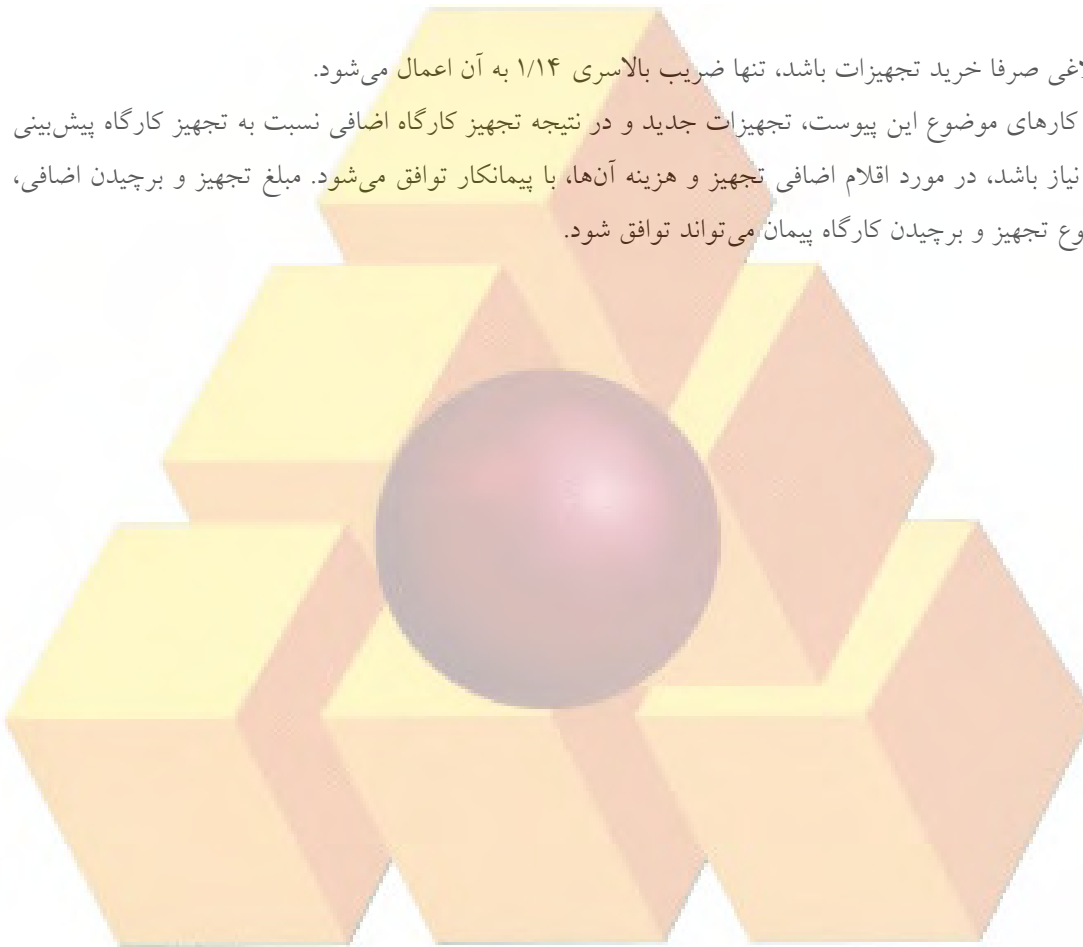 صرفا خرید تجهیزات باشد، تنها ضریب بالاسری ۱/۱۴ به آن اعمال می‌شود.
کارهای موضوع این پیوست، تجهیزات جدید و در نتیجه تجهیز کارگاه اضافی نسبت به تجهیز کارگاه پیش‌بینی
نیاز باشد، در مورد اقلام اضافی تجهیز و هزینه آن‌ها، با پیمانکار توافق می‌شود. مبلغ تجهیز و برچیدن اضافی،
تجهیز و برچیدن کارگاه پیمان می‌تواند توافق شود.